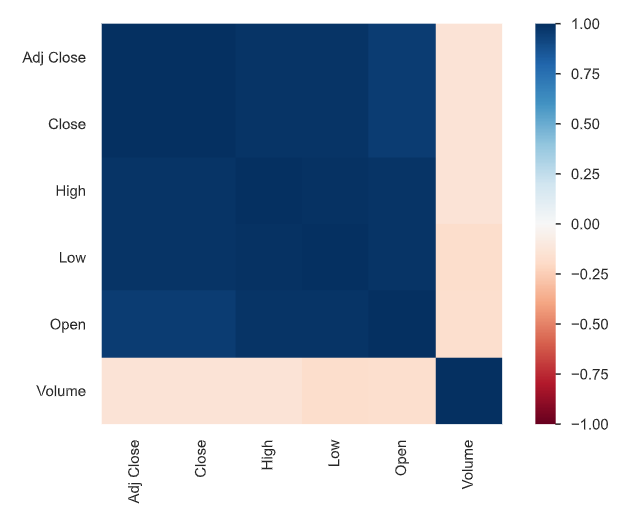 Adj Close
Close
High
Low
Open
Volume
Adj Close
Close
High
Low
Open
Volume
1.00
0.75
0.50
0.25
0.00
−0.25
−0.50
−0.75
−1.00